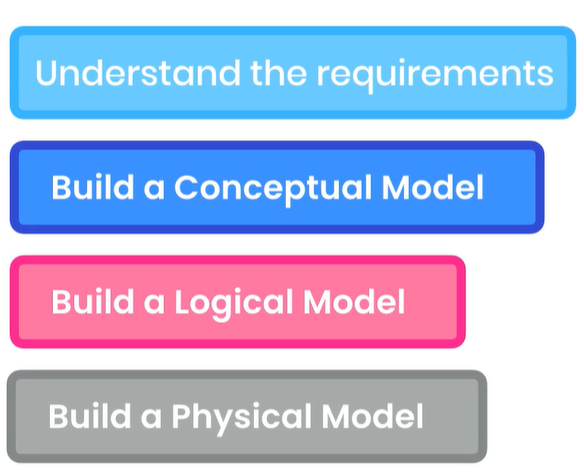 Understand the requirements
Build a Conceptual Model
Build a Logical Model
Build a Physical Model